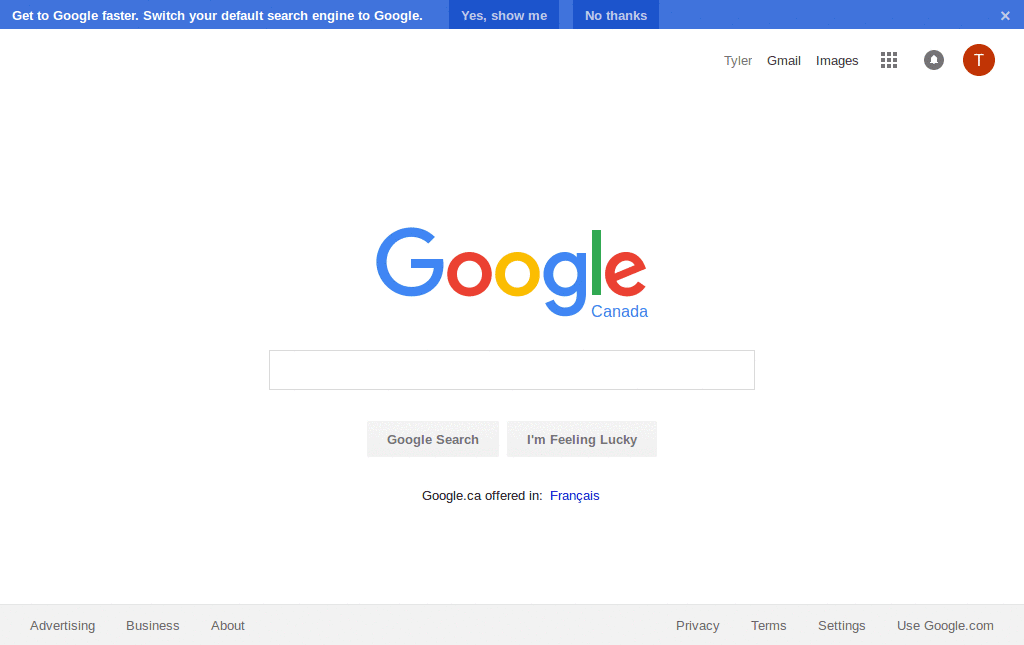 Get to Google faster. Switch your default search engine to Google. Yes, show me No thanks ×
Tyler Gmail Images T
Google
Canada
Google Search I'm Feeling Lucky
Google.ca offered in: Français
Advertising Business About Privacy Terms Settings Use Google.com